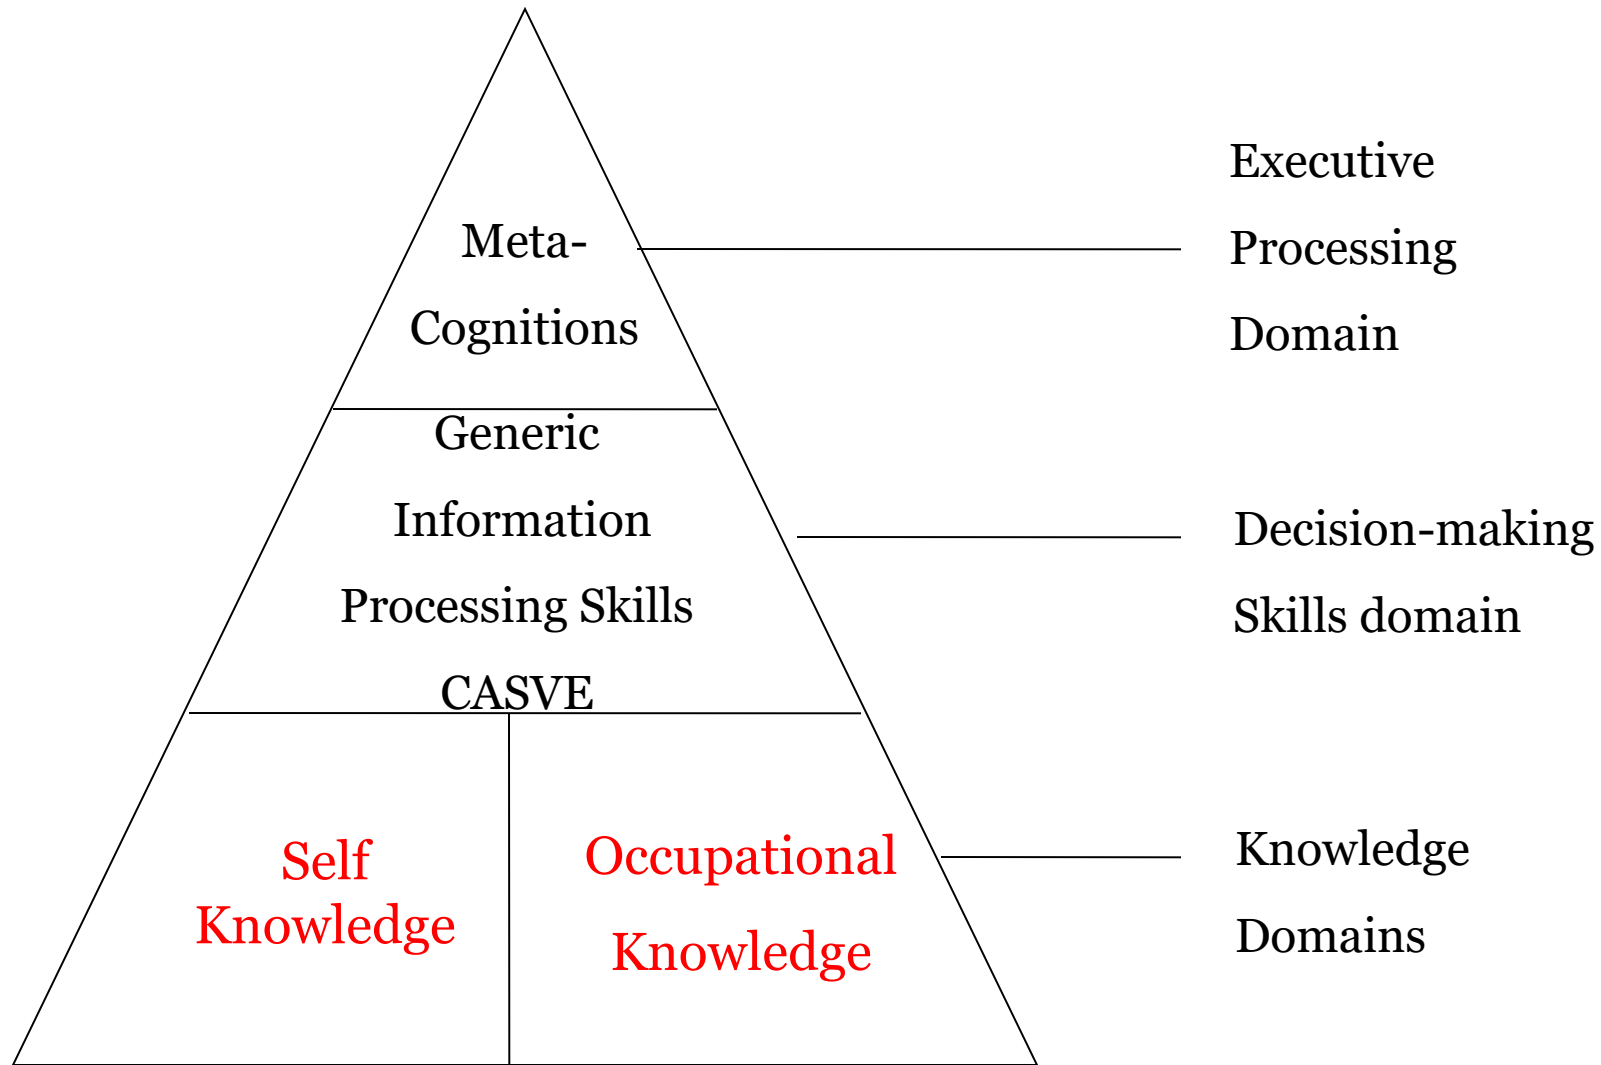 Meta-
Cognitions
Executive
Processing
Domain
Generic
Information
Processing Skills
CASVE
Decision-making
Skills domain
Self
Knowledge
Occupational
Knowledge
Knowledge
Domains